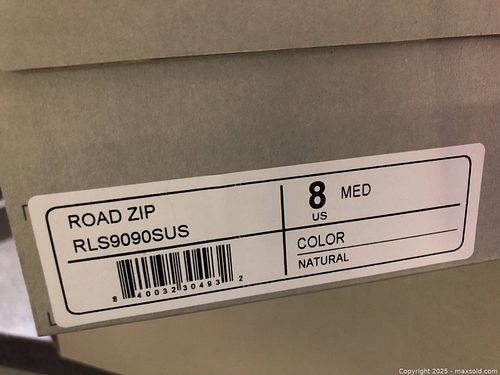 ROAD ZIP
RLS9090SUS
8 40032 30493 2
8 MED
US
COLOR
NATURAL
Copyright 2025 - maxsold.com